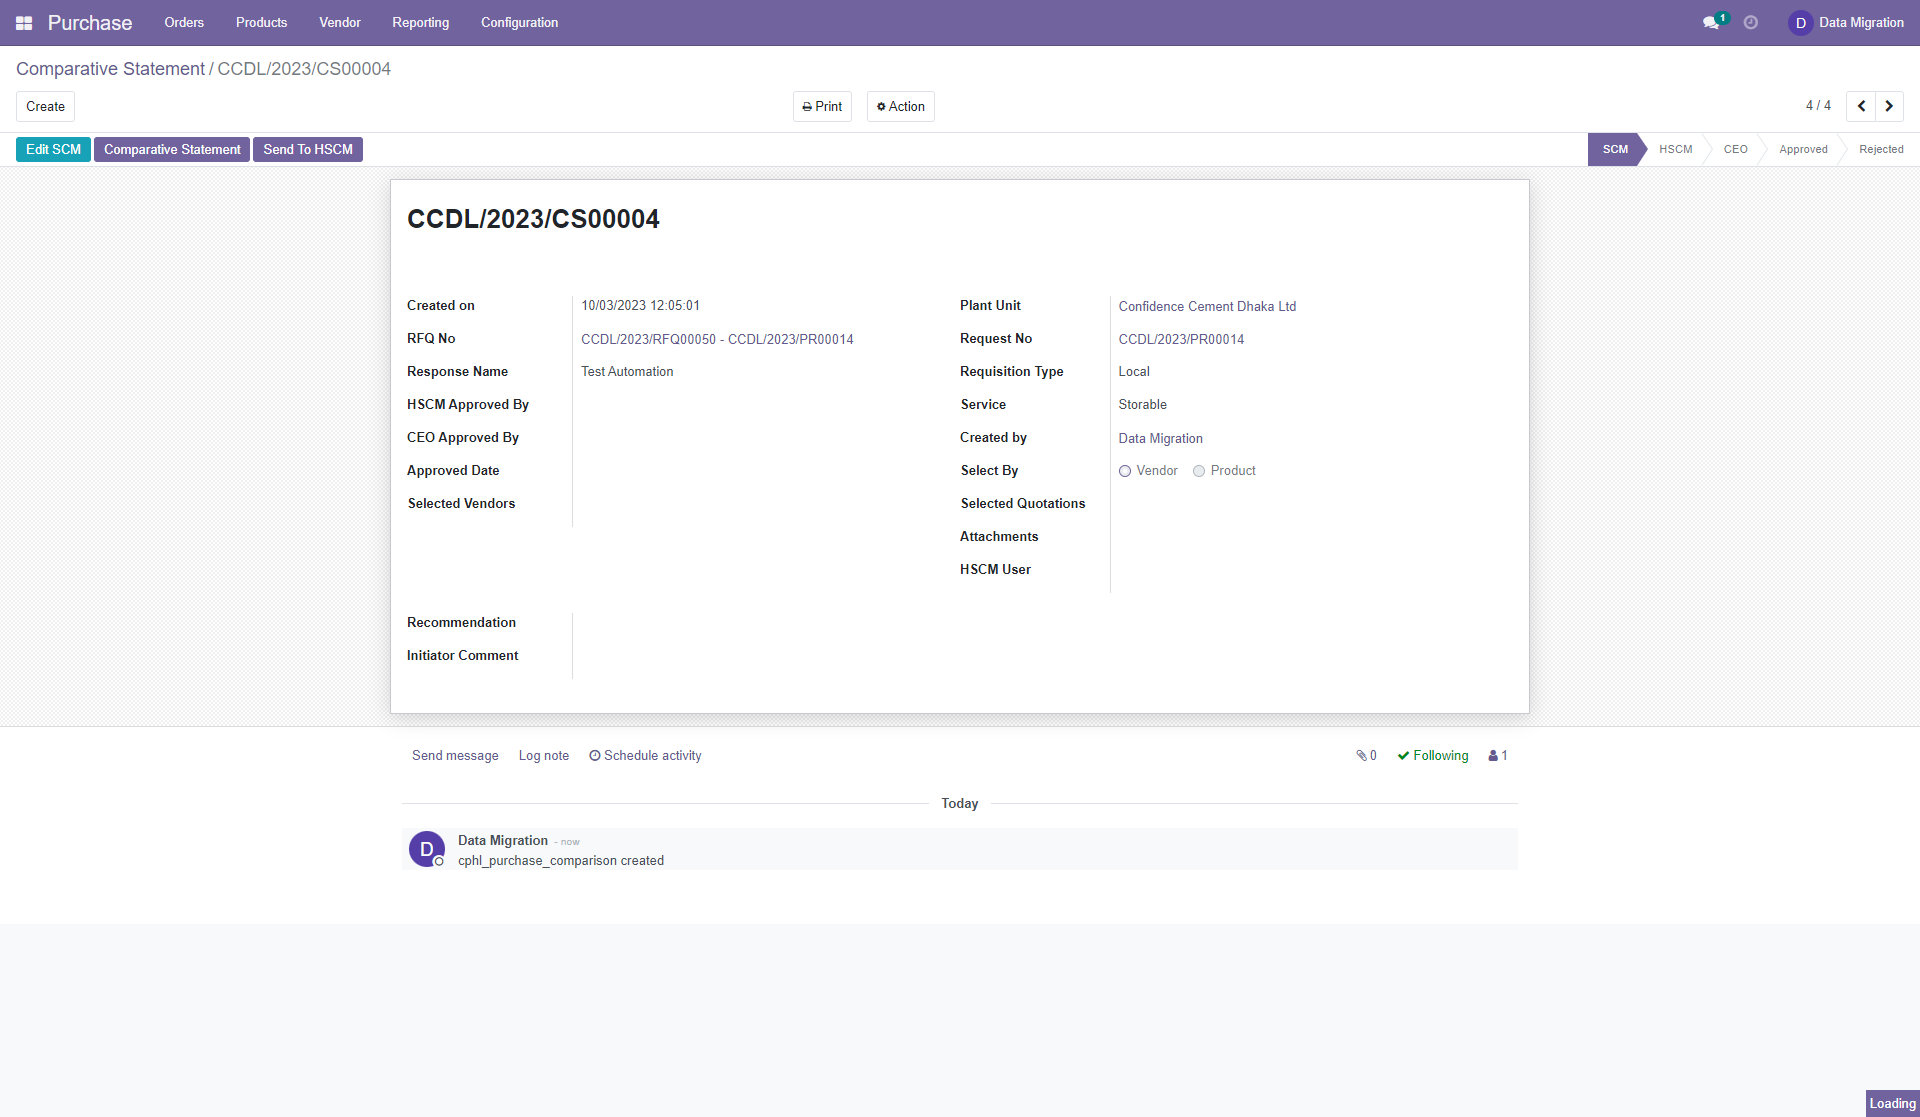 Purchase Orders Products Vendor Reporting Configuration 1 D Data Migration
Comparative Statement / CCDL/2023/CS00004
Create Print Action 4 / 4
Edit SCM Comparative Statement Send To HSCM SCM HSCM CEO Approved Rejected
CCDL/2023/CS00004
Created on 10/03/2023 12:05:01
RFQ No CCDL/2023/RFQ00050 - CCDL/2023/PR00014
Response Name Test Automation
HSCM Approved By
CEO Approved By
Approved Date
Selected Vendors
Plant Unit Confidence Cement Dhaka Ltd
Request No CCDL/2023/PR00014
Requisition Type Local
Service Storable
Created by Data Migration
Select By Vendor Product
Selected Quotations
Attachments
HSCM User
Recommendation
Initiator Comment
Send message Log note Schedule activity 0 Following 1
Today
D Data Migration - now
cphl_purchase_comparison created
Loading